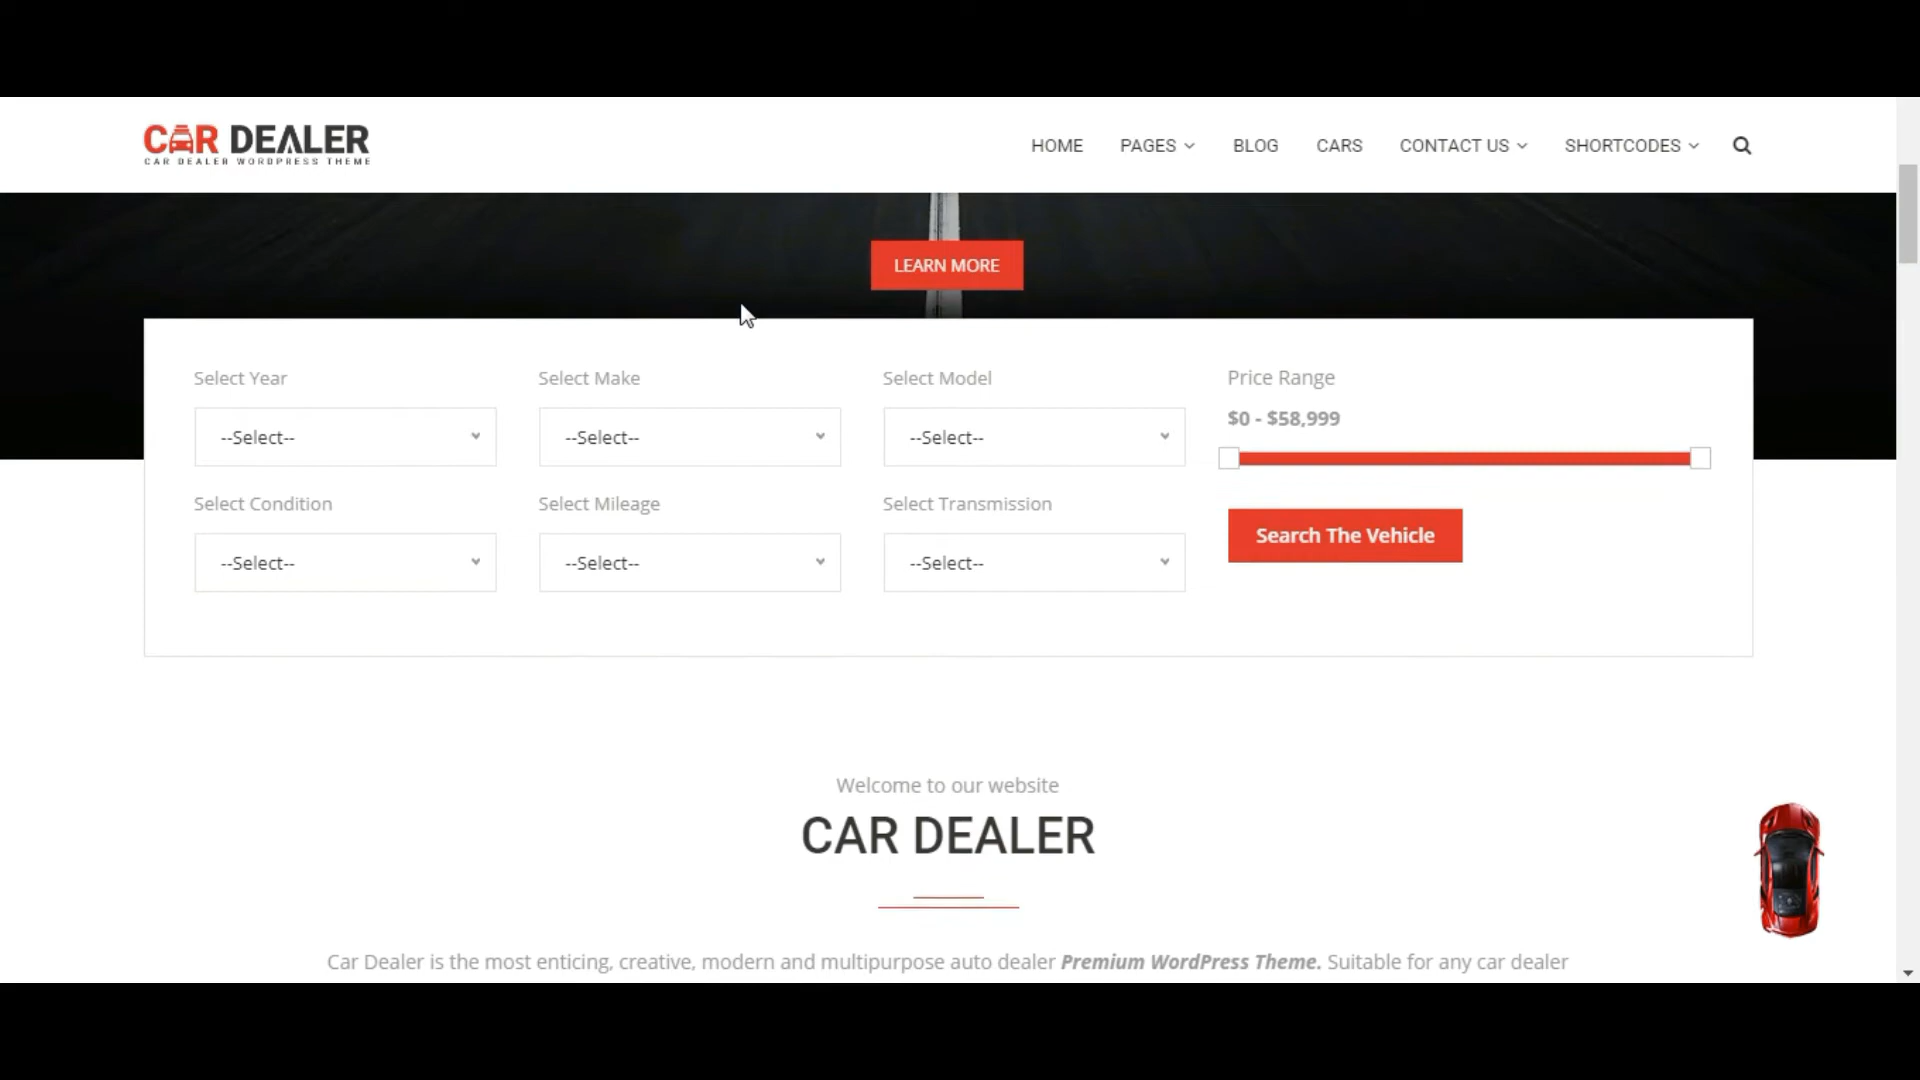 CAR DEALER
CAR DEALER WORDPRESS THEME
HOME PAGES BLOG CARS CONTACT US SHORTCODES
LEARN MORE
Select Year Select Make Select Model Price Range
$0 - $58,999
--Select-- --Select-- --Select--
Select Condition Select Mileage Select Transmission
Search The Vehicle
--Select-- --Select-- --Select--
Welcome to our website
CAR DEALER
Car Dealer is the most enticing, creative, modern and multipurpose auto dealer Premium WordPress Theme. Suitable for any car dealer